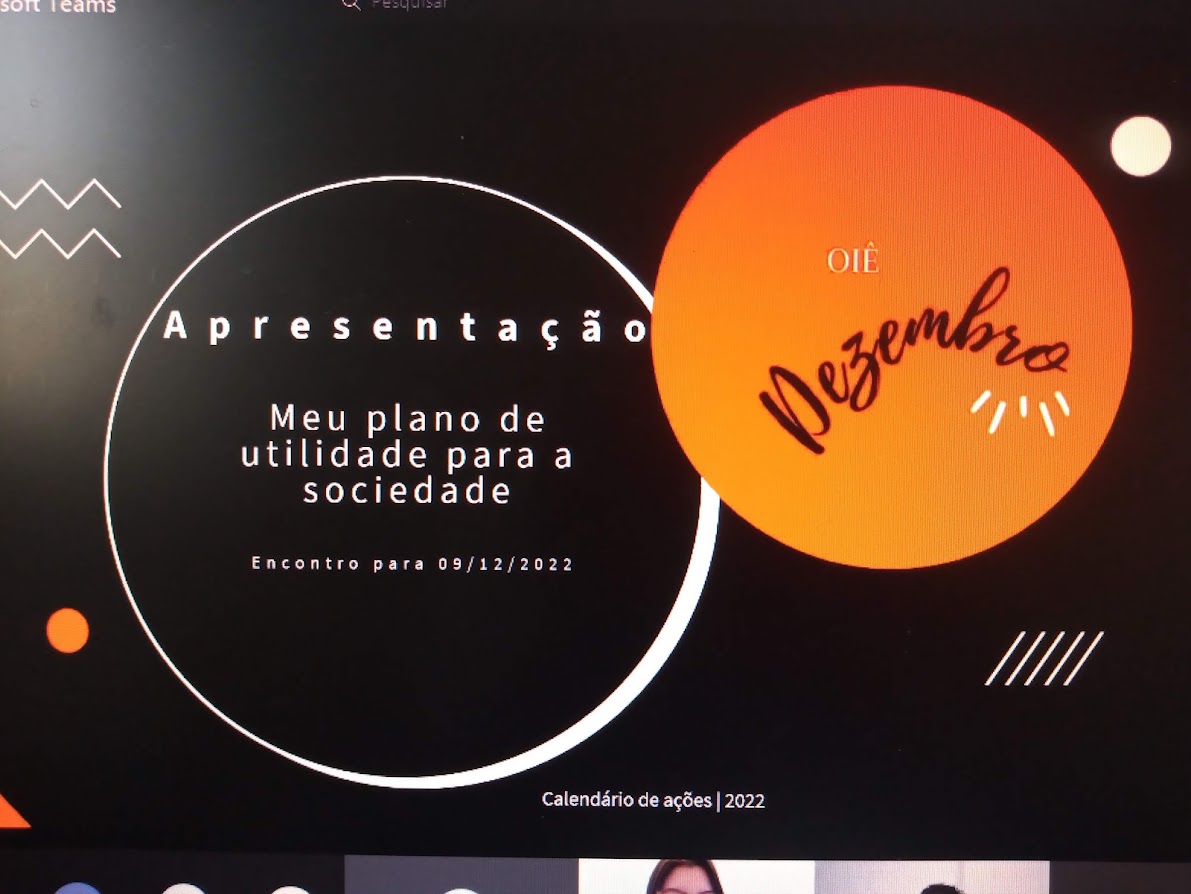 soft Teams
Pesquisar
Apresentação
Meu plano de
utilidade para a
sociedade
Encontro para 09/12/2022
OIÊ
Dezembro
Calendário de ações | 2022